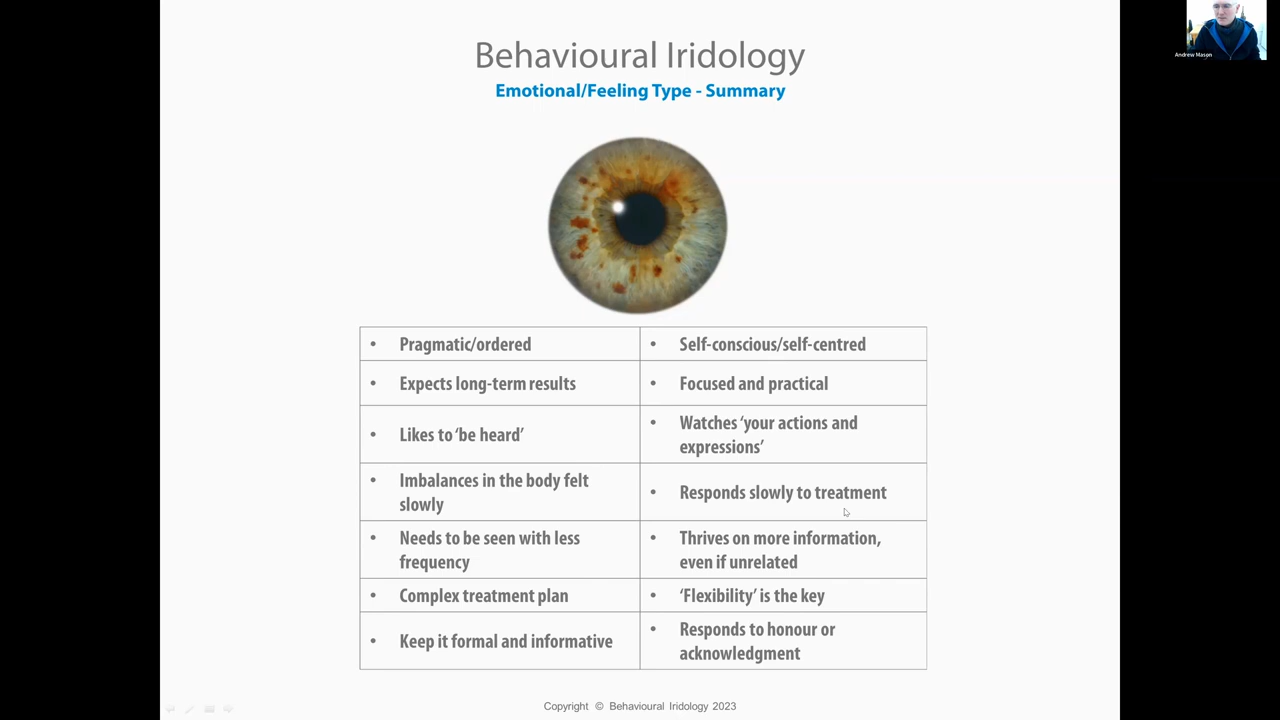 Behavioural Iridology
Emotional/Feeling Type - Summary
• Pragmatic/ordered
• Self-conscious/self-centred
• Expects long-term results
• Focused and practical
• Likes to ‘be heard’
• Watches ‘your actions and
expressions’
• Imbalances in the body felt
slowly
• Responds slowly to treatment
• Needs to be seen with less
frequency
• Thrives on more information,
even if unrelated
• Complex treatment plan
• ‘Flexibility’ is the key
• Keep it formal and informative
• Responds to honour or
acknowledgment
Copyright © Behavioural Iridology 2023
Andrew Mason